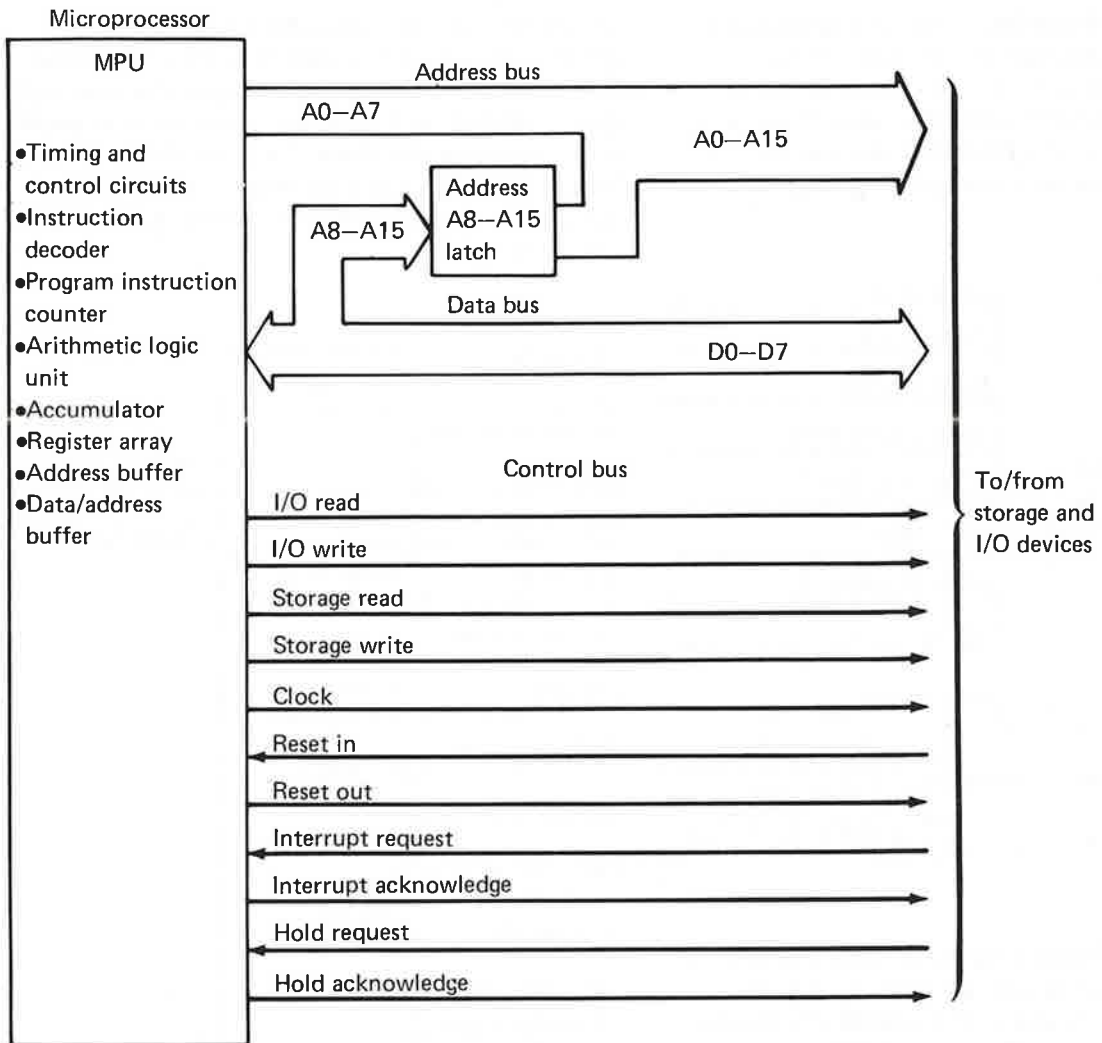 Microprocessor
MPU
●Timing and
control circuits
●Instruction
decoder
●Program instruction
counter
●Arithmetic logic
unit
●Accumulator
●Register array
●Address buffer
●Data/address
buffer
Address bus
A0–A7
A0–A15
Address
A8–A15
latch
A8–A15
Data bus
D0–D7
Control bus
I/O read
I/O write
Storage read
Storage write
Clock
Reset in
Reset out
Interrupt request
Interrupt acknowledge
Hold request
Hold acknowledge
To/from
storage and
I/O devices